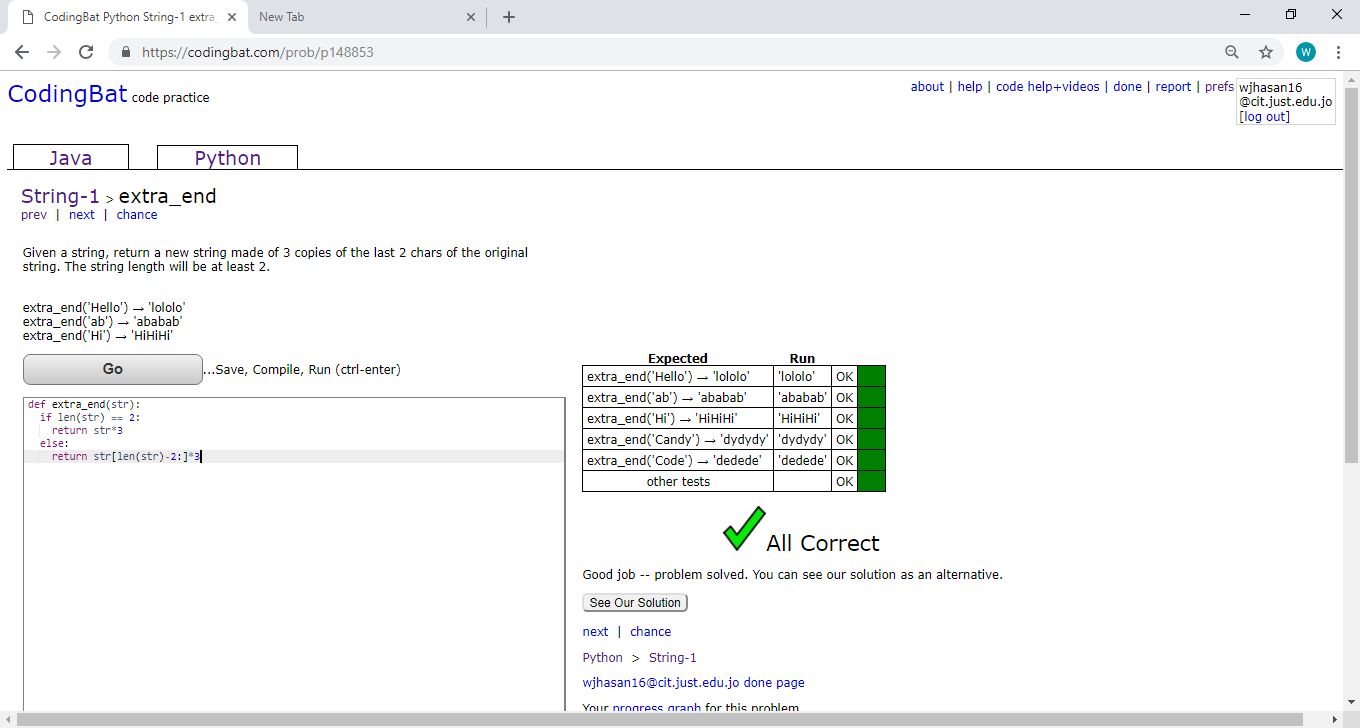 CodingBat Python String-1 extra_
New Tab
https://codingbat.com/prob/p148853
W
CodingBat code practice
about | help | code help+videos | done | report | prefs
wjhasan16
@cit.just.edu.jo
[log out]
Java
Python
String-1 > extra_end
prev | next | chance
Given a string, return a new string made of 3 copies of the last 2 chars of the original
string. The string length will be at least 2.
extra_end('Hello') → 'lololo'
extra_end('ab') → 'ababab'
extra_end('Hi') → 'HiHiHi'
Go
...Save, Compile, Run (ctrl-enter)
def extra_end(str):
if len(str) == 2:
return str*3
else:
return str[len(str)-2:]*3
Expected Run
extra_end('Hello') → 'lololo' 'lololo' OK
extra_end('ab') → 'ababab' 'ababab' OK
extra_end('Hi') → 'HiHiHi' 'HiHiHi' OK
extra_end('Candy') → 'dydydy' 'dydydy' OK
extra_end('Code') → 'dedede' 'dedede' OK
other tests OK
All Correct
Good job -- problem solved. You can see our solution as an alternative.
See Our Solution
next | chance
Python > String-1
wjhasan16@cit.just.edu.jo done page
Your progress graph for this problem